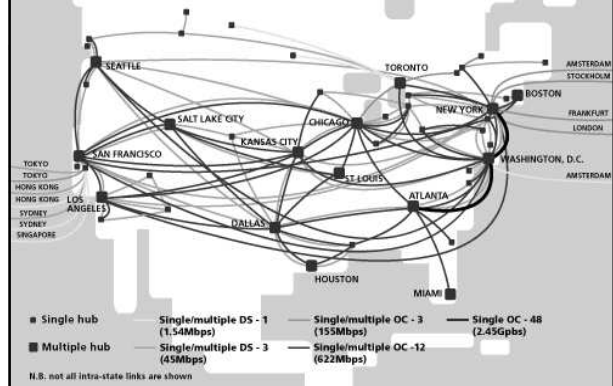 SEATTLE
TORONTO
AMSTERDAM
STOCKHOLM
BOSTON
NEW YORK
SALT LAKE CITY
CHICAGO
FRANKFURT
KANSAS CITY
LONDON
SAN FRANCISCO
WASHINGTON, D.C.
TOKYO
TOKYO
ST LOUIS
AMSTERDAM
HONG KONG
HONG KONG
LOS
ANGELES
ATLANTA
SYDNEY
SYDNEY
SINGAPORE
DALLAS
HOUSTON
MIAMI
Single hub
Single/multiple DS - 1
(1.54Mbps)
Single/multiple OC - 3
(155Mbps)
Single OC - 48
(2.45Gpbs)
Multiple hub
Single/multiple DS - 3
(45Mbps)
Single/multiple OC -12
(622Mbps)
N.B. not all intra-state links are shown